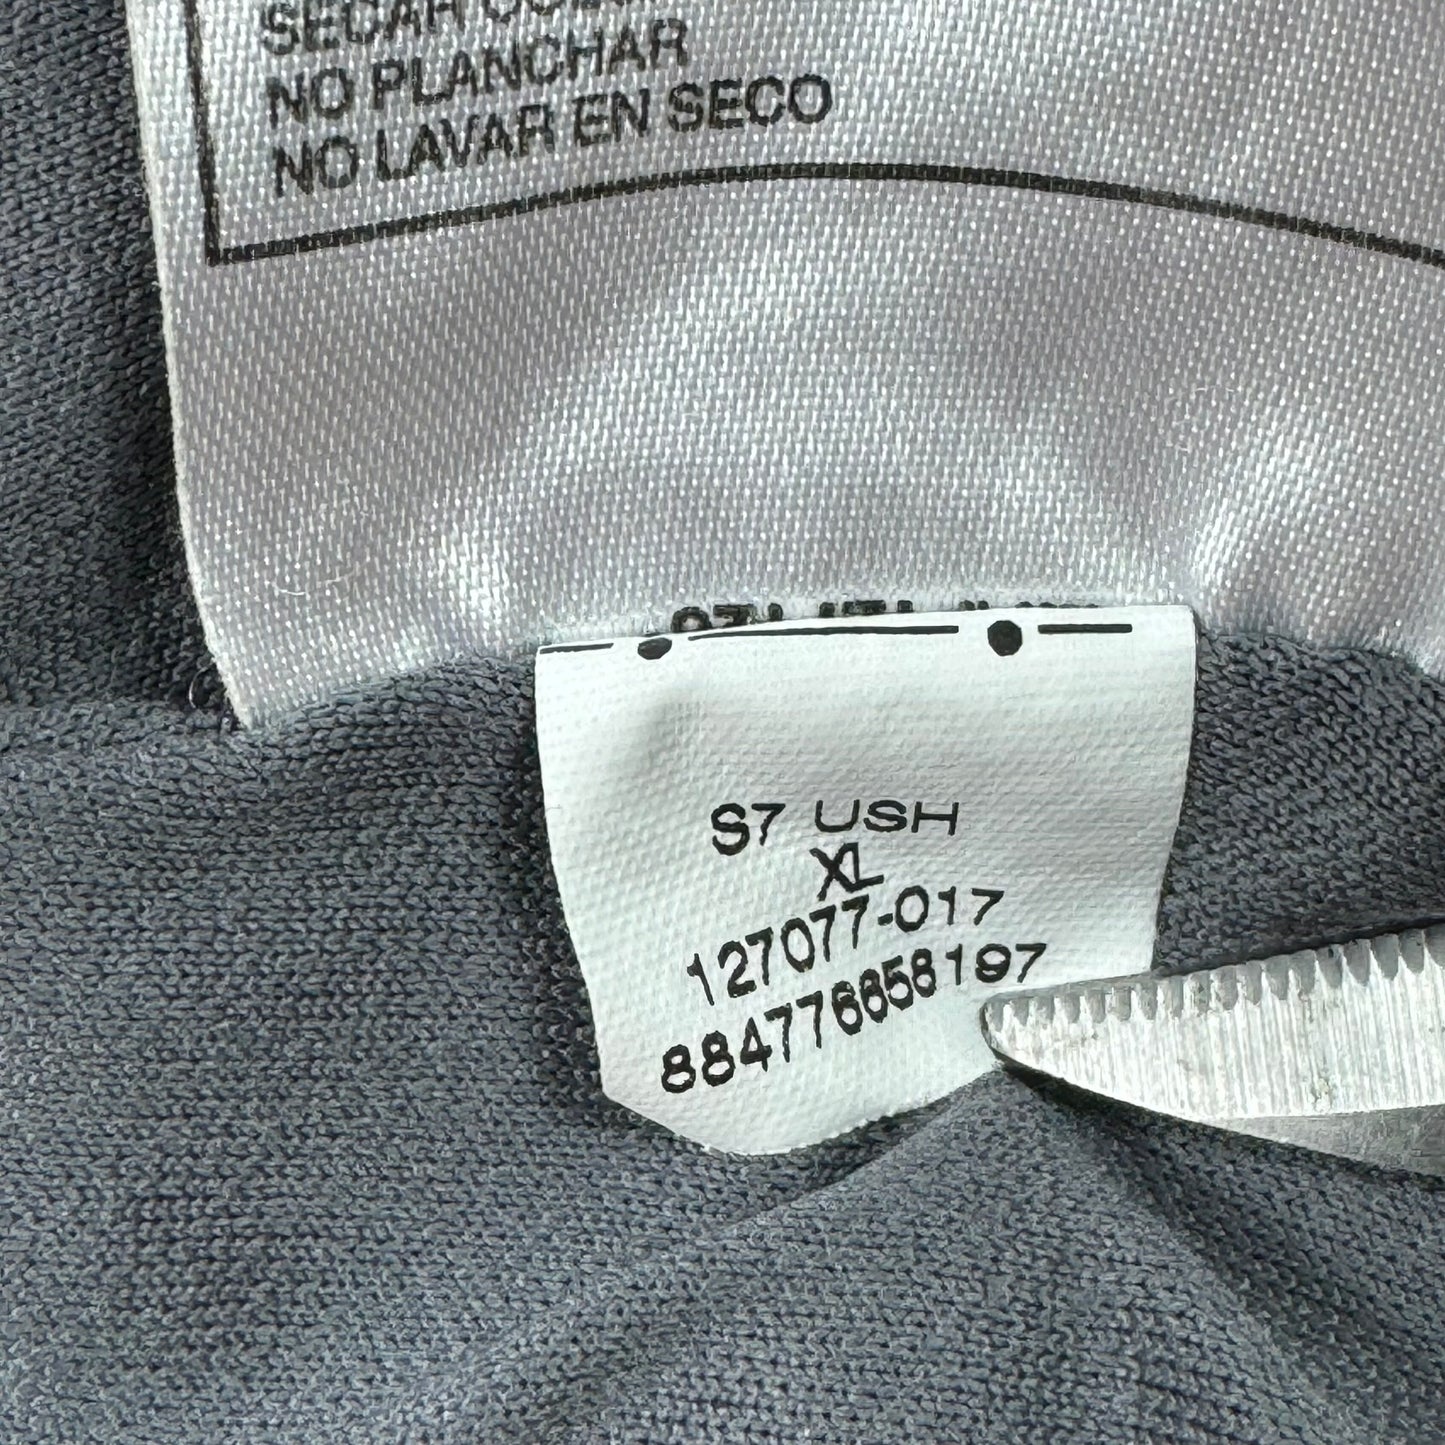 NO PLANCHAR
NO LAVAR EN SECO
S7 USH
XL
127077-017
884776858197